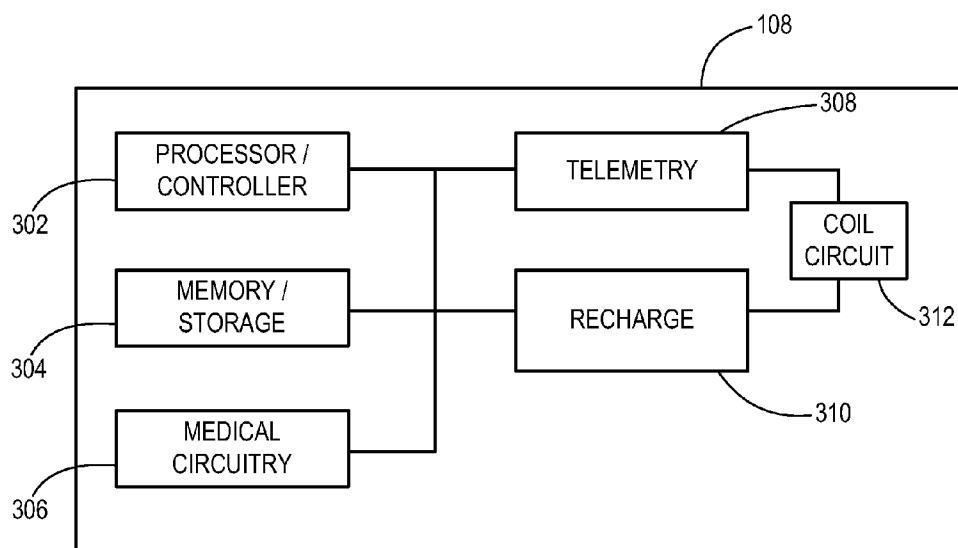 108
308
PROCESSOR /
CONTROLLER
TELEMETRY
302
COIL
CIRCUIT
MEMORY /
STORAGE
RECHARGE
312
304
310
MEDICAL
CIRCUITRY
306